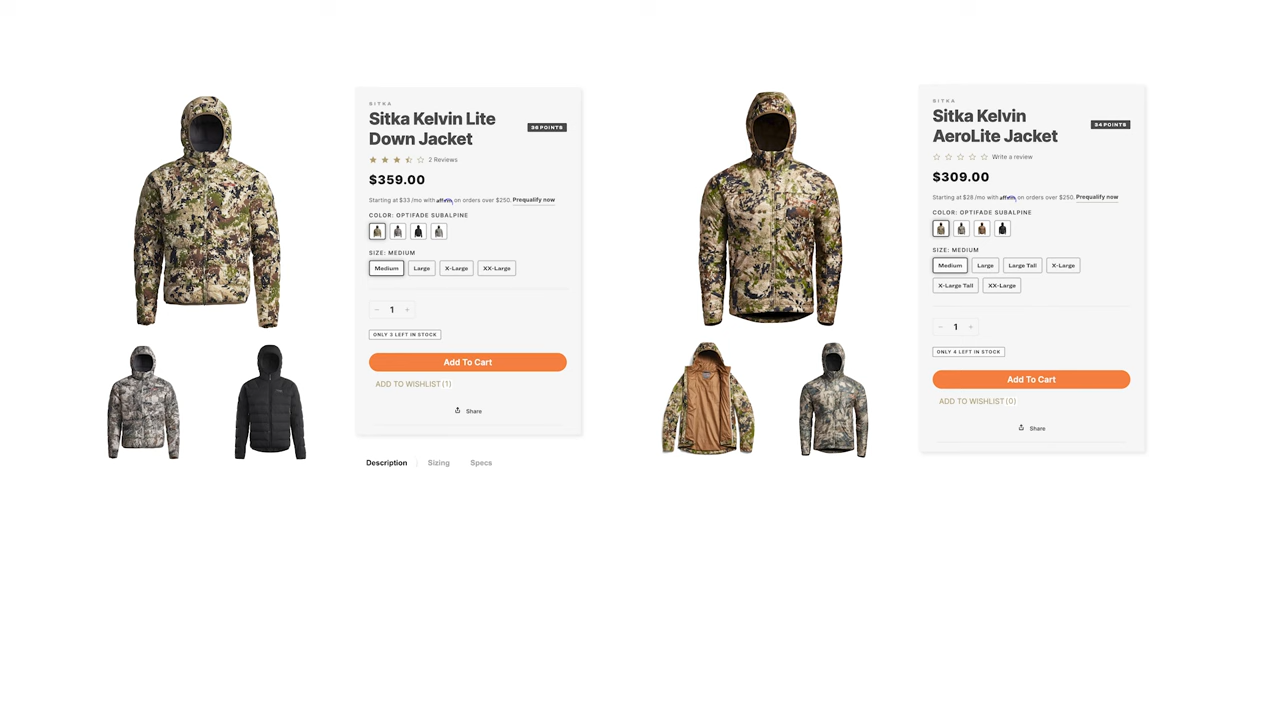 SITKA
Sitka Kelvin Lite
Down Jacket
36 POINTS
2 Reviews
$359.00
Starting at $33 /mo with affirm on orders over $250. Prequalify now
COLOR: OPTIFADE SUBALPINE
SIZE: MEDIUM
Medium Large X-Large XX-Large
− 1 +
ONLY 3 LEFT IN STOCK
Add To Cart
ADD TO WISHLIST (1)
Share
Description Sizing Specs
SITKA
Sitka Kelvin
AeroLite Jacket
34 POINTS
Write a review
$309.00
Starting at $28 /mo with affirm on orders over $250. Prequalify now
COLOR: OPTIFADE SUBALPINE
SIZE: MEDIUM
Medium Large Large Tall X-Large
X-Large Tall XX-Large
− 1 +
ONLY 4 LEFT IN STOCK
Add To Cart
ADD TO WISHLIST (0)
Share